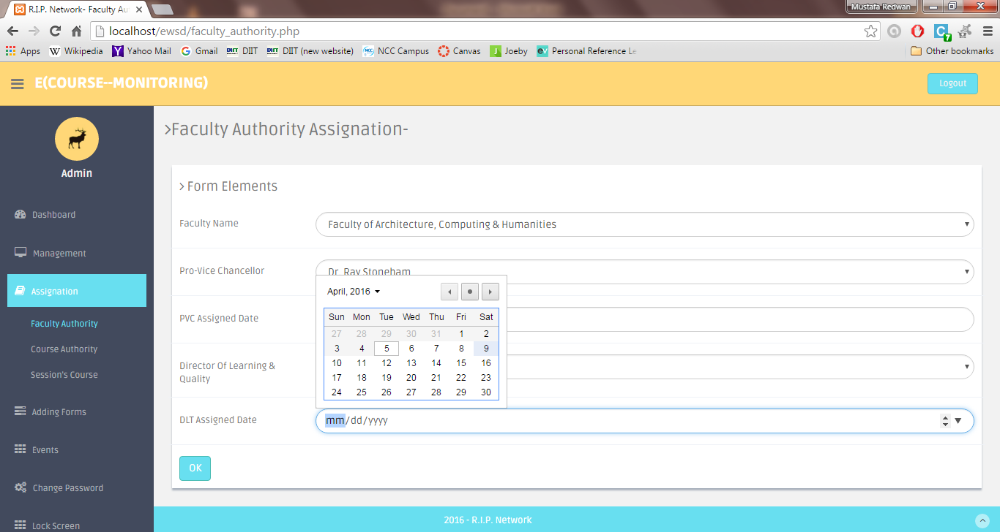 R.I.P. Network- Faculty Au
Mustafa Redwan
localhost/ewsd/faculty_authority.php
7
Apps Wikipedia Yahoo Mail Gmail DIIT DIIT (new website) NCC Campus Canvas Joeby Personal Reference Le Other bookmarks
E(COURSE--MONITORING)
Logout
Admin
Dashboard
Management
Assignation
Faculty Authority
Course Authority
Session's Course
Adding Forms
Events
Change Password
Lock Screen
>Faculty Authority Assignation-
> Form Elements
Faculty Name
Faculty of Architecture, Computing & Humanities
Pro-Vice Chancellor
Dr. Ray Stoneham
PVC Assigned Date
Director Of Learning &
Quality
DLT Assigned Date
mm/dd/yyyy
April, 2016
Sun Mon Tue Wed Thu Fri Sat
27 28 29 30 31 1 2
3 4 5 6 7 8 9
10 11 12 13 14 15 16
17 18 19 20 21 22 23
24 25 26 27 28 29 30
OK
2016 - R.I.P. Network